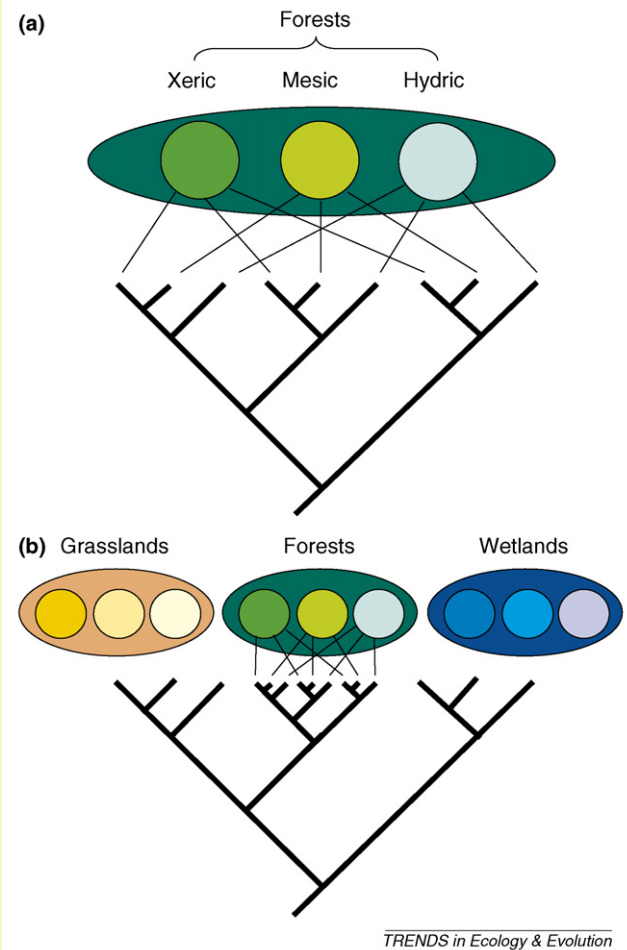 (a)
Forests
Xeric Mesic Hydric
(b) Grasslands Forests Wetlands
TRENDS in Ecology & Evolution